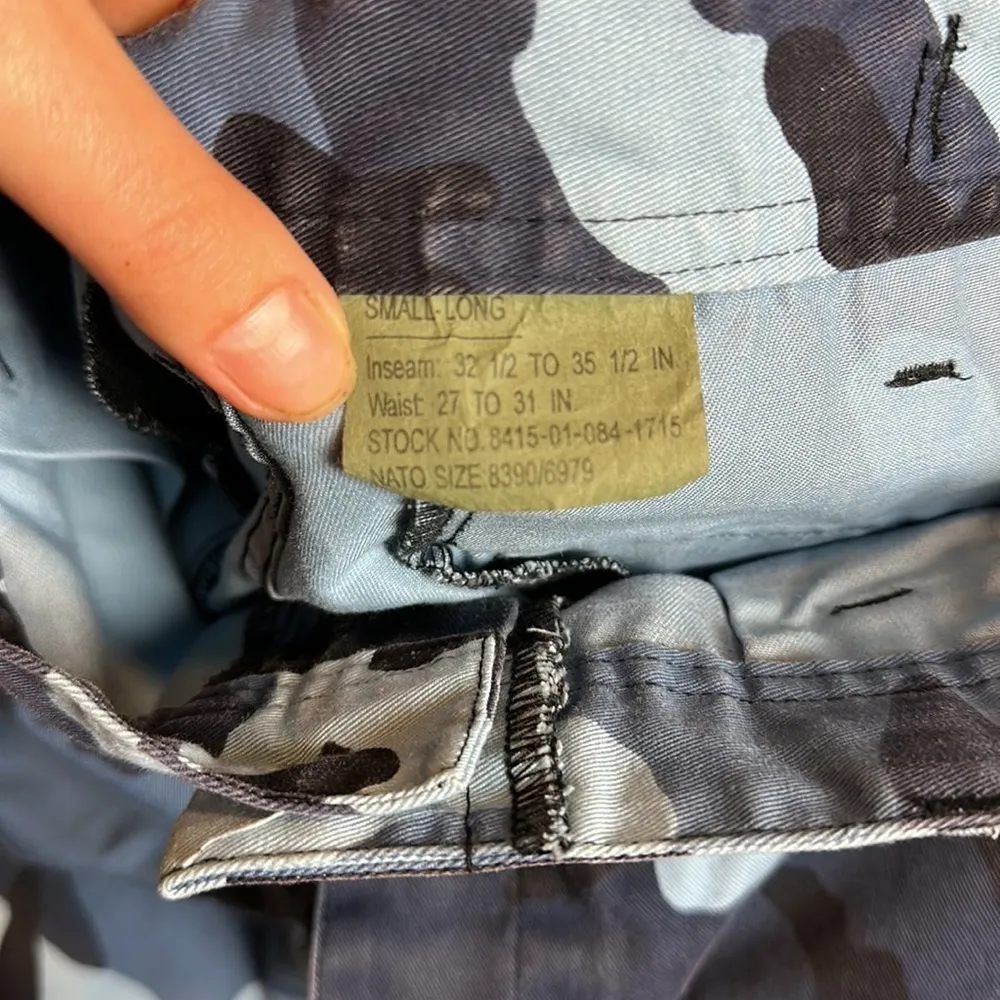 SMALL-LONG
Inseam: 32 1/2 TO 35 1/2 IN.
Waist: 27 TO 31 IN.
STOCK NO.8415-01-084-1715
NATO SIZE:8390/6979